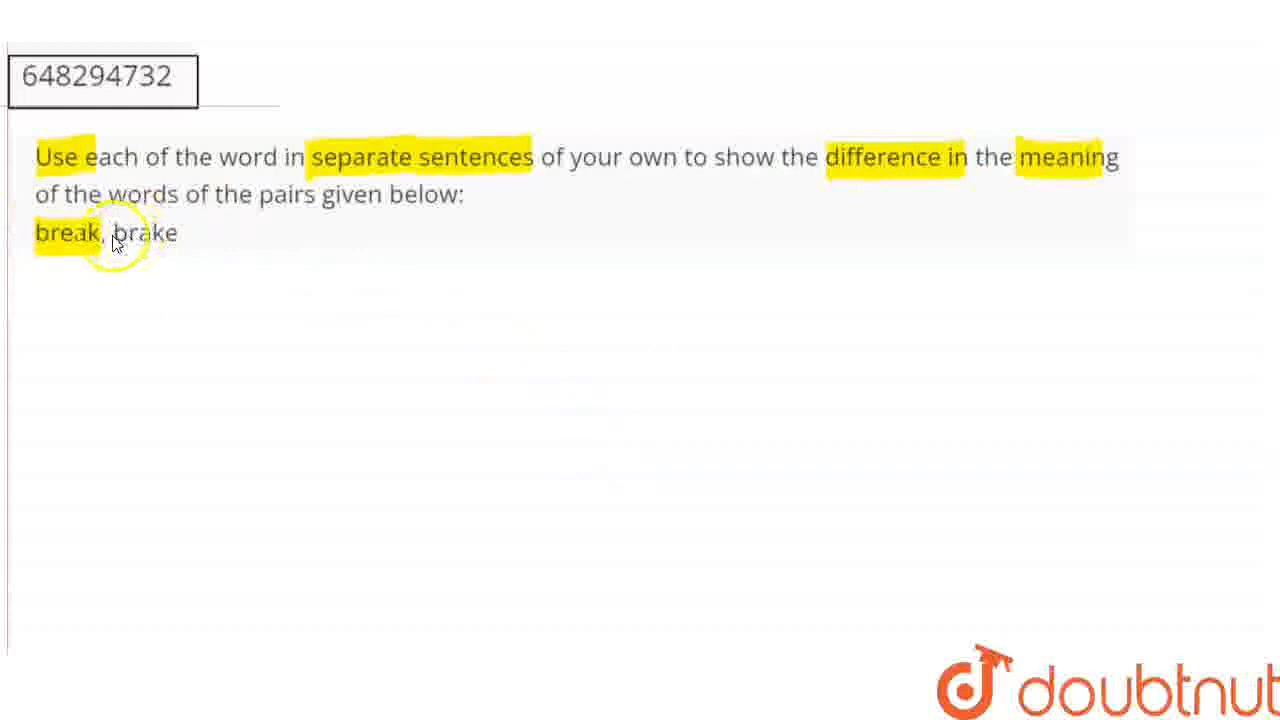 648294732
Use each of the word in separate sentences of your own to show the difference in the meaning
of the words of the pairs given below:
break, brake
doubtnut